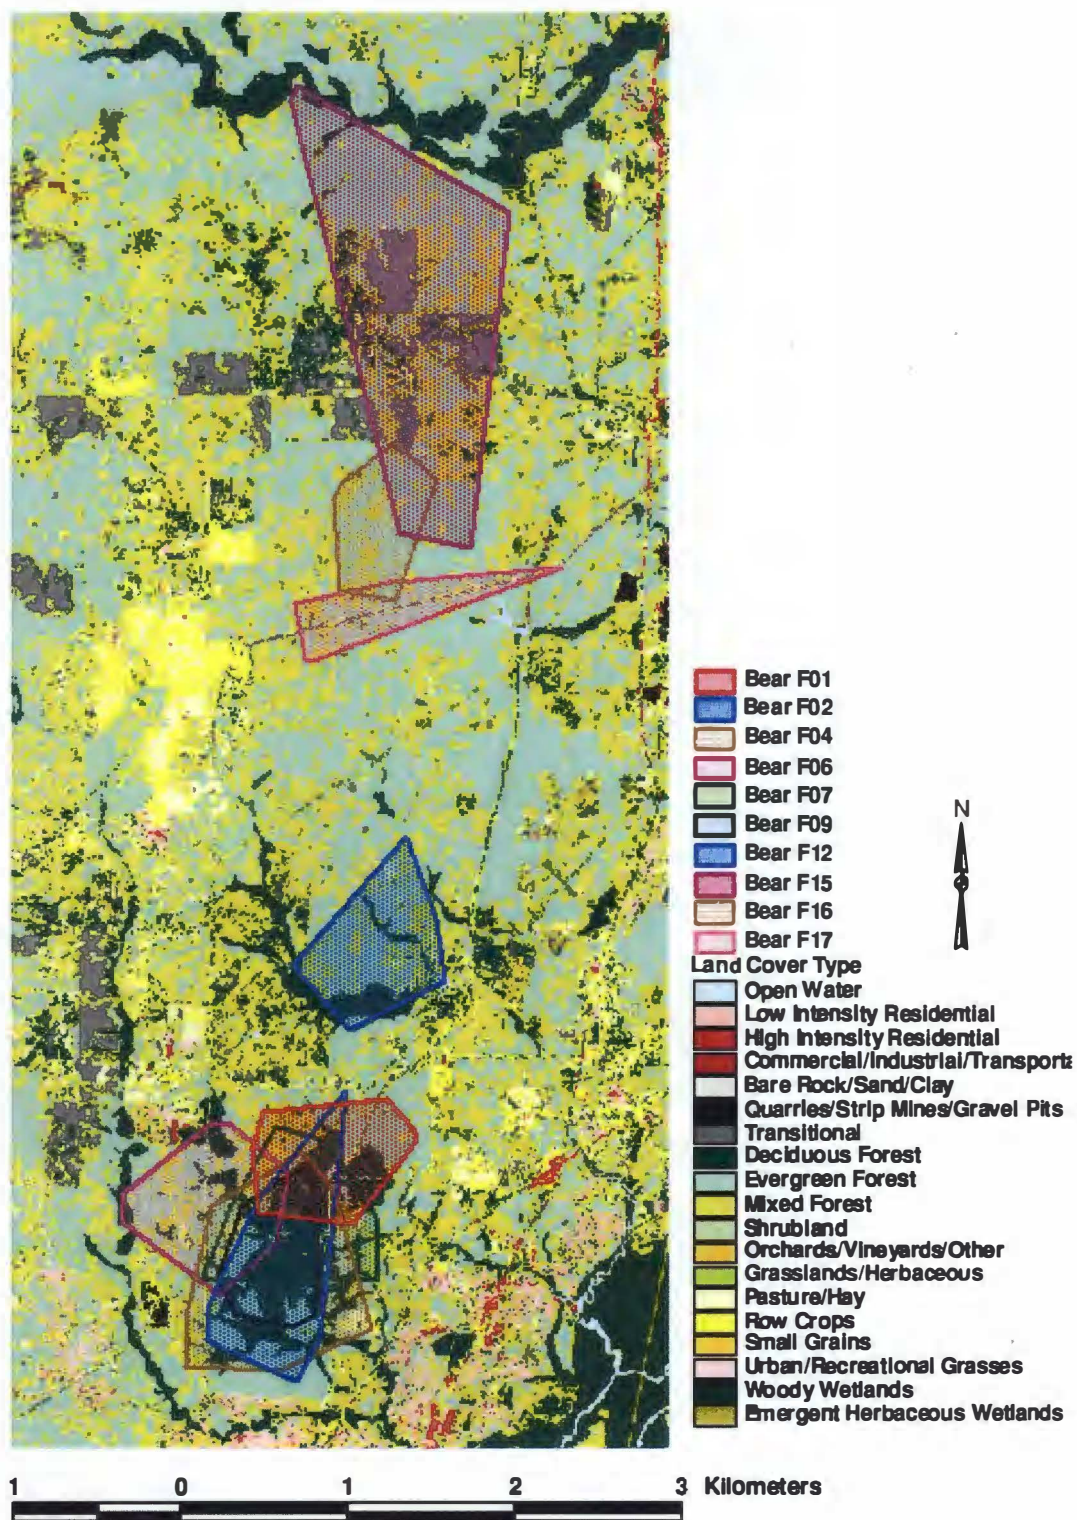 Bear F01
Bear F02
Bear F04
Bear F06
Bear F07
Bear F09
Bear F12
Bear F15
Bear F16
Bear F17
N
Land Cover Type
Open Water
Low Intensity Residential
High Intensity Residential
Commercial/Industrial/Transporta
Bare Rock/Sand/Clay
Quarries/Strip Mines/Gravel Pits
Transitional
Deciduous Forest
Evergreen Forest
Mixed Forest
Shrubland
Orchards/Vineyards/Other
Grasslands/Herbaceous
Pasture/Hay
Row Crops
Small Grains
Urban/Recreational Grasses
Woody Wetlands
Emergent Herbaceous Wetlands
1 0 1 2 3 Kilometers